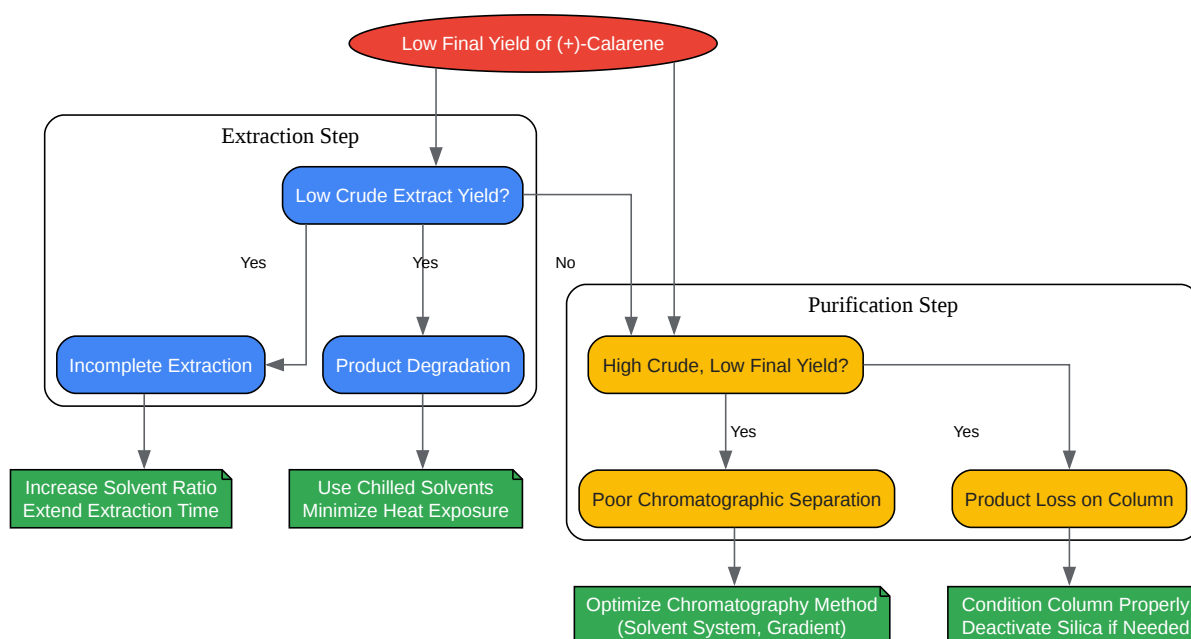 Low Final Yield of (+)-Calarene
Extraction Step
Low Crude Extract Yield?
Yes
Yes
No
Purification Step
Incomplete Extraction
Product Degradation
High Crude, Low Final Yield?
Yes
Yes
Increase Solvent Ratio
Extend Extraction Time
Use Chilled Solvents
Minimize Heat Exposure
Poor Chromatographic Separation
Product Loss on Column
Optimize Chromatography Method
(Solvent System, Gradient)
Condition Column Properly
Deactivate Silica if Needed